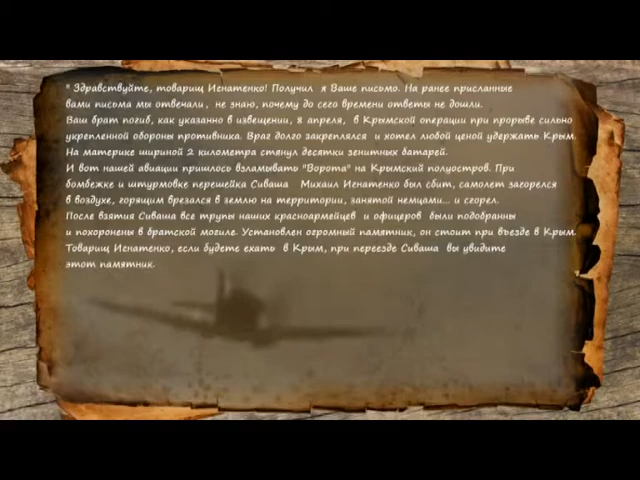 " Здравствуйте, товарищ Игнатенко! Получил я Ваше письмо. На ранее присланные
вами письма мы отвечали, не знаю, почему до сего времени ответы не дошли.
Ваш брат погиб, как указанно в извещении, 8 апреля, в Крымской операции при прорыве сильно
укрепленной обороны противника. Враг долго закреплялся и хотел любой ценой удержать Крым.
На материке шириной 2 километра стянул десятки зенитных батарей.
И вот нашей авиации пришлось взламывать "Ворота" на Крымский полуостров. При
бомбежке и штурмовке перешейка Сиваша Михаил Игнатенко был сбит, самолет загорелся
в воздухе, горящим врезался в землю на территории, занятой немцами... и сгорел.
После взятия Сиваша все трупы наших красноармейцев и офицеров были подобранны
и похоронены в братской могиле. Установлен огромный памятник, он стоит при въезде в Крым.
Товарищ Игнатенко, если будете ехать в Крым, при переезде Сиваша вы увидите
этот памятник.